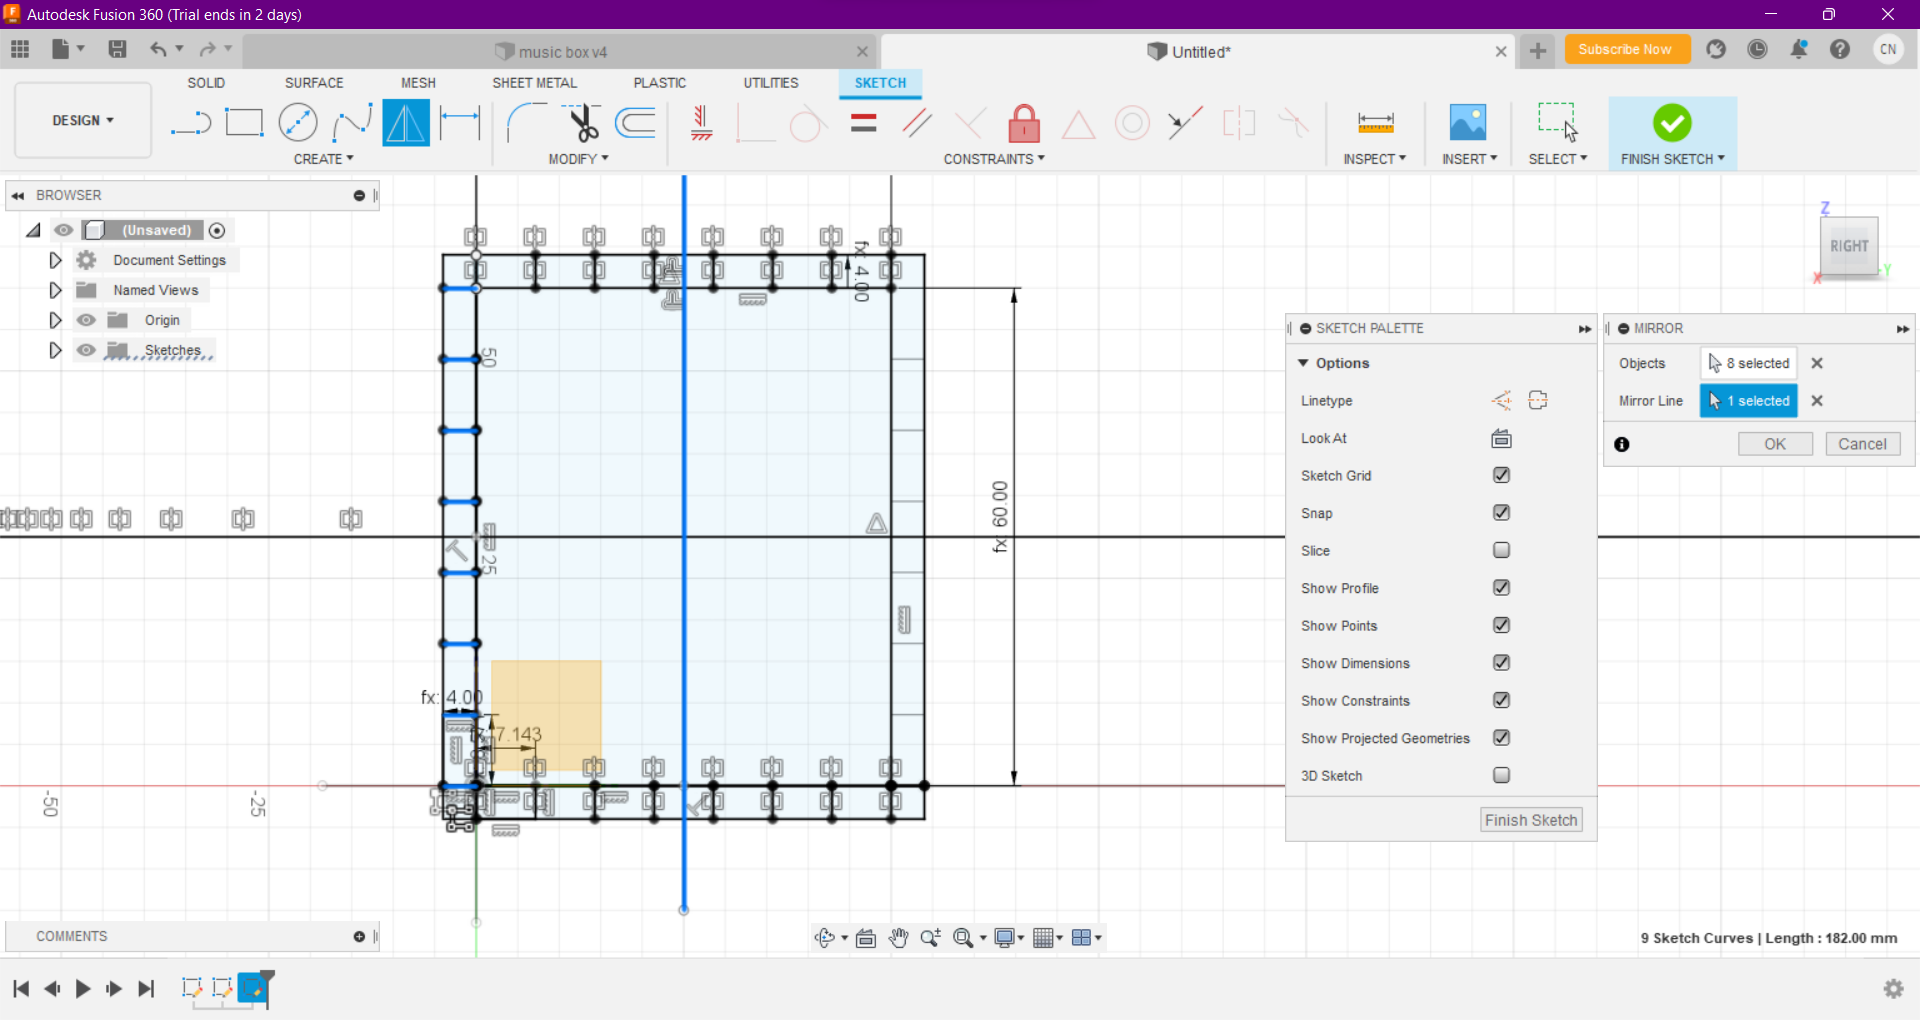 Autodesk Fusion 360 (Trial ends in 2 days)
music box v4
Untitled*
Subscribe Now
CN
DESIGN
SOLID
SURFACE
MESH
SHEET METAL
PLASTIC
UTILITIES
SKETCH
CREATE
MODIFY
CONSTRAINTS
INSPECT
INSERT
SELECT
FINISH SKETCH
BROWSER
(Unsaved)
Document Settings
Named Views
Origin
Sketches
Z
RIGHT
X
Y
fx: 4.00
50
fx: 60.00
25
fx: 4.00
7.143
-50
-25
SKETCH PALETTE
Options
Linetype
Look At
Sketch Grid
Snap
Slice
Show Profile
Show Points
Show Dimensions
Show Constraints
Show Projected Geometries
3D Sketch
Finish Sketch
MIRROR
Objects
8 selected
Mirror Line
1 selected
OK
Cancel
COMMENTS
9 Sketch Curves | Length : 182.00 mm